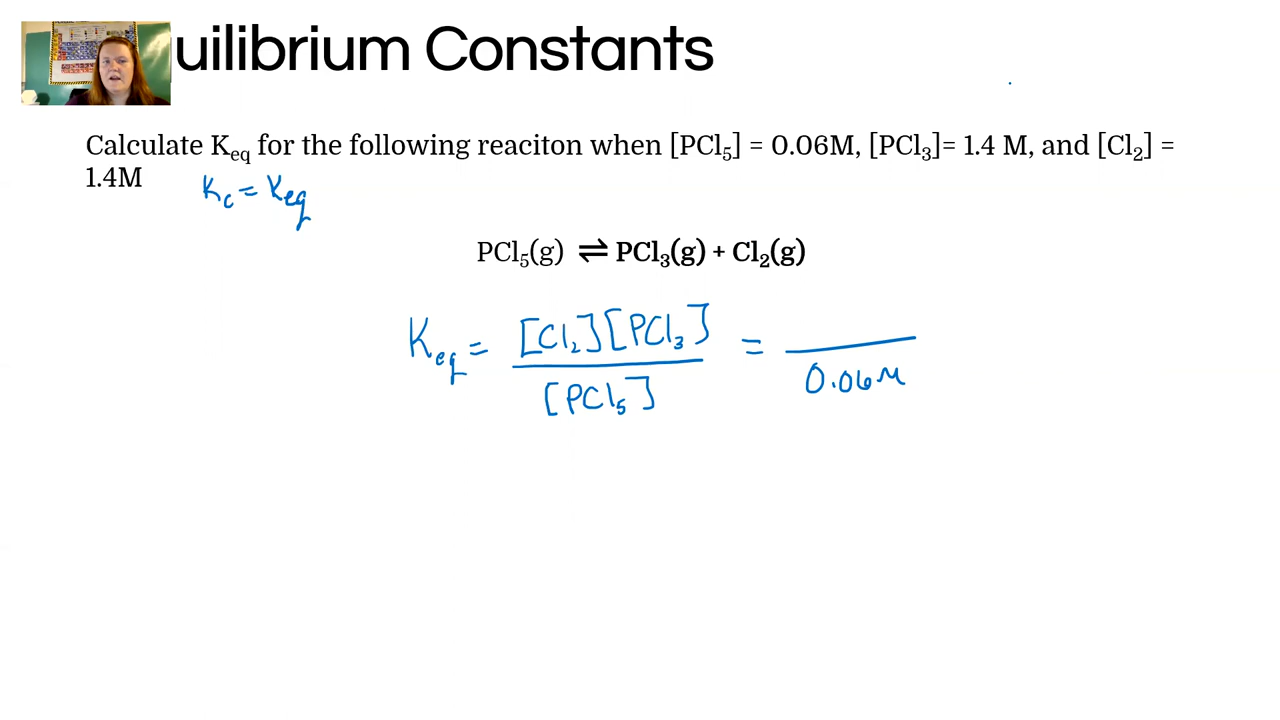 uilibrium Constants
Calculate Keq for the following reaciton when [PCl5] = 0.06M, [PCl3]= 1.4 M, and [Cl2] =
1.4M
Kc = Keq
PCl5(g) ⇌ PCl3(g) + Cl2(g)
Keq = [Cl2][PCl3] =
[PCl5] 0.06M